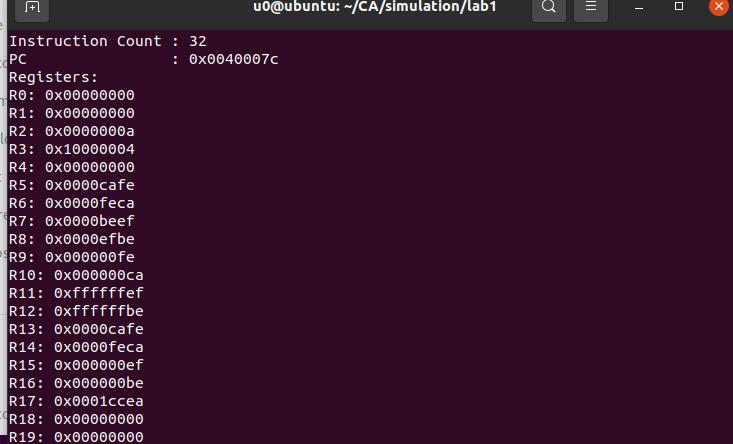 u0@ubuntu: ~/CA/simulation/lab1
Instruction Count : 32
PC                : 0x0040007c
Registers:
R0: 0x00000000
R1: 0x00000000
R2: 0x0000000a
R3: 0x10000004
R4: 0x00000000
R5: 0x0000cafe
R6: 0x0000feca
R7: 0x0000beef
R8: 0x0000efbe
R9: 0x000000fe
R10: 0x000000ca
R11: 0xffffffef
R12: 0xffffffbe
R13: 0x0000cafe
R14: 0x0000feca
R15: 0x000000ef
R16: 0x000000be
R17: 0x0001ccea
R18: 0x00000000
R19: 0x00000000